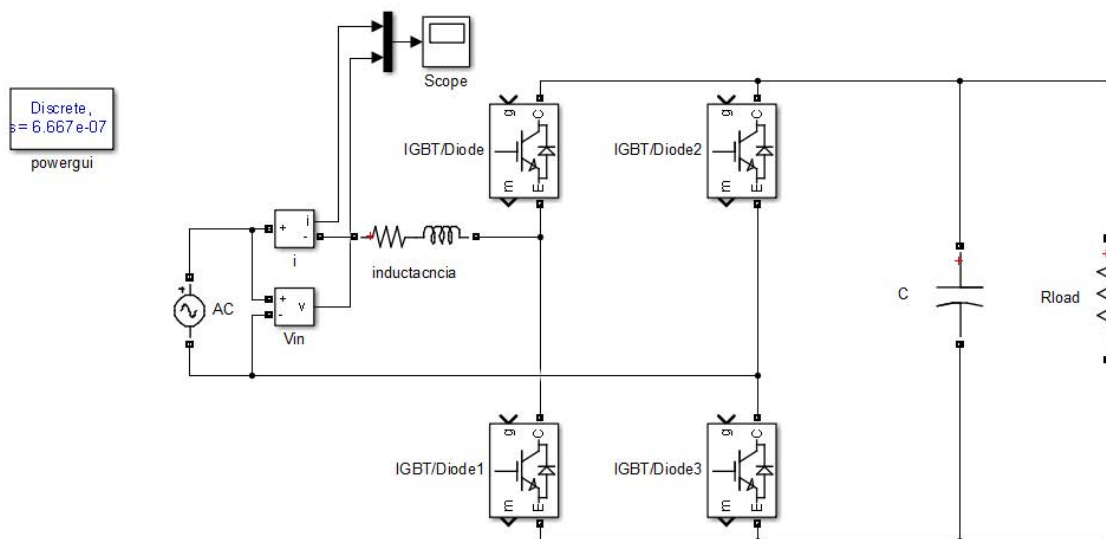 Scope
Discrete,
s= 6.667e-07
powergui
g
C
IGBT/Diode
m
E
g
C
IGBT/Diode2
m
E
+
i
-
i
inductacncia
+
AC
+
v
-
Vin
+
C
+
Rload
g
C
IGBT/Diode1
m
E
g
C
IGBT/Diode3
m
E